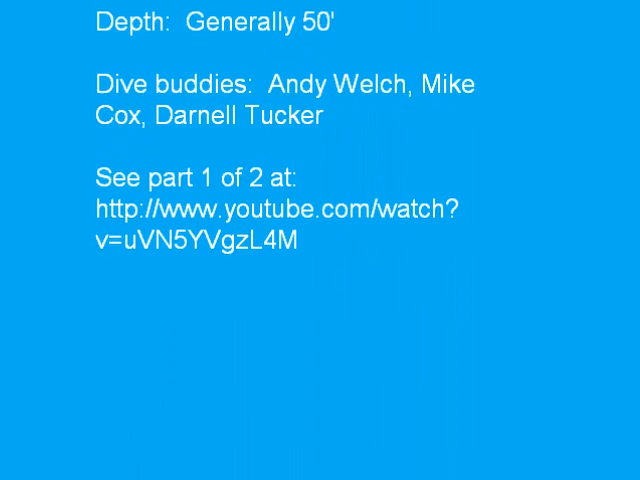 Depth:  Generally 50'
Dive buddies:  Andy Welch, Mike
Cox, Darnell Tucker
See part 1 of 2 at:
http://www.youtube.com/watch?
v=uVN5YVgzL4M